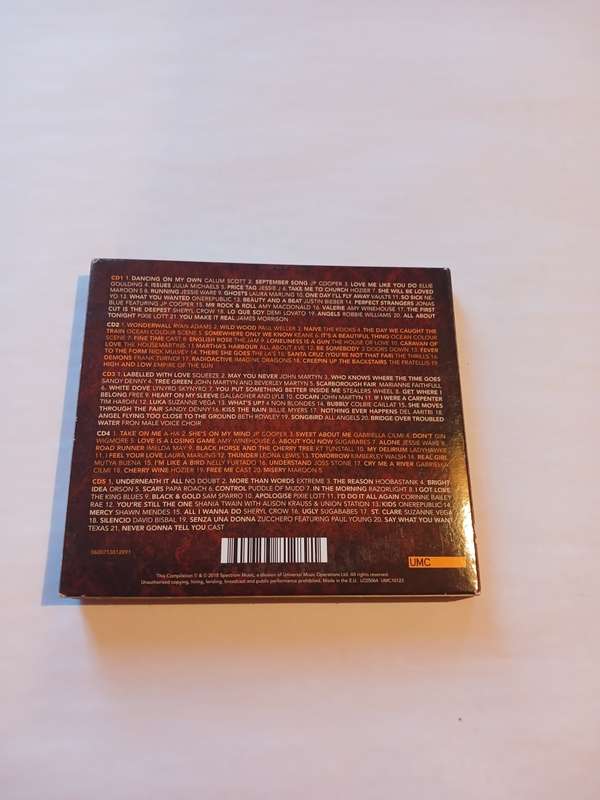 CD1 1. DANCING ON MY OWN CALUM SCOTT 2. SEPTEMBER SONG JP COOPER 3. LOVE ME LIKE YOU DO ELLIE
GOULDING 4. ISSUES JULIA MICHAELS 5. PRICE TAG JESSIE J 6. TAKE ME TO CHURCH HOZIER 7. SHE WILL BE LOVED
MAROON 5 8. RUNNING JESSIE WARE 9. GHOSTS LAURA MARLING 10. ONE DAY I'LL FLY AWAY VAULTS 11. SO SICK NE-
YO 13. WHAT YOU WANTED ONEREPUBLIC 13. BEAUTY AND A BEAT JUSTIN BIEBER 14. PERFECT STRANGERS JONAS
BLUE FEATURING JP COOPER 15. MR ROCK & ROLL AMY MACDONALD 16. VALERIE AMY WINEHOUSE 17. THE FIRST
CUT IS THE DEEPEST SHERYL CROW 18. LO QUE SOY DEMI LOVATO 19. ANGELS ROBBIE WILLIAMS 20. ALL ABOUT
TONIGHT PIXIE LOTT 21. YOU MAKE IT REAL JAMES MORRISON
CD2 1. WONDERWALL RYAN ADAMS 2. WILD WOOD PAUL WELLER 3. NAIVE THE KOOKS 4. THE DAY WE CAUGHT THE
TRAIN OCEAN COLOUR SCENE 5. SOMEWHERE ONLY WE KNOW KEANE 6. IT'S A BEAUTIFUL THING OCEAN COLOUR
SCENE 7. FINE TIME CAST 8. ENGLISH ROSE THE JAM 9. LONELINESS IS A GUN THE HOUSE OF LOVE 10. CARAVAN OF
LOVE THE HOUSEMARTINS 11. MARTHA'S HARBOUR ALL ABOUT EVE 12. BE SOMEBODY 3 DOORS DOWN 13. FEVER
TO THE FORM NICK MULVEY 14. THERE SHE GOES THE LA'S 15. SANTA CRUZ (YOU'RE NOT THAT FAR) THE THRILLS 16
DEMONS FRANK TURNER 17. RADIOACTIVE IMAGINE DRAGONS 18. CREEPIN UP THE BACKSTAIRS THE FRATELLIS 19
HIGH AND LOW EMPIRE OF THE SUN
CD3 1. LABELLED WITH LOVE SQUEEZE 2. MAY YOU NEVER JOHN MARTYN 3. WHO KNOWS WHERE THE TIME GOES
SANDY DENNY 4. TREE GREEN JOHN MARTYN AND BEVERLEY MARTYN 5. SCARBOROUGH FAIR MARIANNE FAITHFULL
6. WHITE DOVE LYNYRD SKYNYRD 7. YOU PUT SOMETHING BETTER INSIDE ME STEALERS WHEEL 8. GET WHERE I
BELONG FREE 9. HEART ON MY SLEEVE GALLAGHER AND LYLE 10. COCAIN JOHN MARTYN 11. IF I WERE A CARPENTER
TIM HARDIN 12. LUKA SUZANNE VEGA 13. WHAT'S UP? 4 NON BLONDES 14. BUBBLY COLBIE CAILLAT 15. SHE MOVES
THROUGH THE FAIR SANDY DENNY 16. KISS THE RAIN BILLIE MYERS 17. NOTHING EVER HAPPENS DEL AMITRI 18.
ANGEL FLYING TOO CLOSE TO THE GROUND BETH ROWLEY 19. SONGBIRD ALL ANGELS 20. BRIDGE OVER TROUBLED
WATER FRON MALE VOICE CHOIR
CD4 1. TAKE ON ME A-HA 2. SHE'S ON MY MIND JP COOPER 3. SWEET ABOUT ME GABRIELLA CILMI 4. DON'T GIN
WIGMORE 5. LOVE IS A LOSING GAME AMY WINEHOUSE 6. ABOUT YOU NOW SUGABABES 7. ALONE JESSIE WARE 8.
ROAD RUNNER IMELDA MAY 9. BLACK HORSE AND THE CHERRY TREE KT TUNSTALL 10. MY DELIRIUM LADYHAWKE
11. I FEEL YOUR LOVE LAURA MARLING 12. THUNDER LEONA LEWIS 13. TOMORROW KIMBERLEY WALSH 14. REAL GIRL
MUTYA BUENA 15. I'M LIKE A BIRD NELLY FURTADO 16. UNDERSTAND JOSS STONE 17. CRY ME A RIVER GABRIELLA
CILMI 18. CHERRY WINE HOZIER 19. FREE ME CAST 20. MISERY MAROON 5
CD5 1. UNDERNEATH IT ALL NO DOUBT 2. MORE THAN WORDS EXTREME 3. THE REASON HOOBASTANK 4. BRIGHT
IDEA ORSON 5. SCARS PAPA ROACH 6. CONTROL PUDDLE OF MUDD 7. IN THE MORNING RAZORLIGHT 8. I GOT LOVE
THE KING BLUES 9. BLACK & GOLD SAM SPARRO 10. APOLOGISE PIXIE LOTT 11. I'D DO IT ALL AGAIN CORINNE BAILEY
RAE 12. YOU'RE STILL THE ONE SHANIA TWAIN WITH ALISON KRAUSS & UNION STATION 13. KIDS ONEREPUBLIC 14.
MERCY SHAWN MENDES 15. ALL I WANNA DO SHERYL CROW 16. UGLY SUGABABES 17. ST. CLARE SUZANNE VEGA
18. SILENCIO DAVID BISBAL 19. SENZA UNA DONNA ZUCCHERO FEATURING PAUL YOUNG 20. SAY WHAT YOU WANT
TEXAS 21. NEVER GONNA TELL YOU CAST
0600753812891
UMC
This Compilation ℗ & © 2018 Spectrum Music, a division of Universal Music Operations Ltd. All rights reserved.
Unauthorised copying, hiring, lending, broadcast and public performance prohibited. Made in the E.U. LC05064 UMC10123